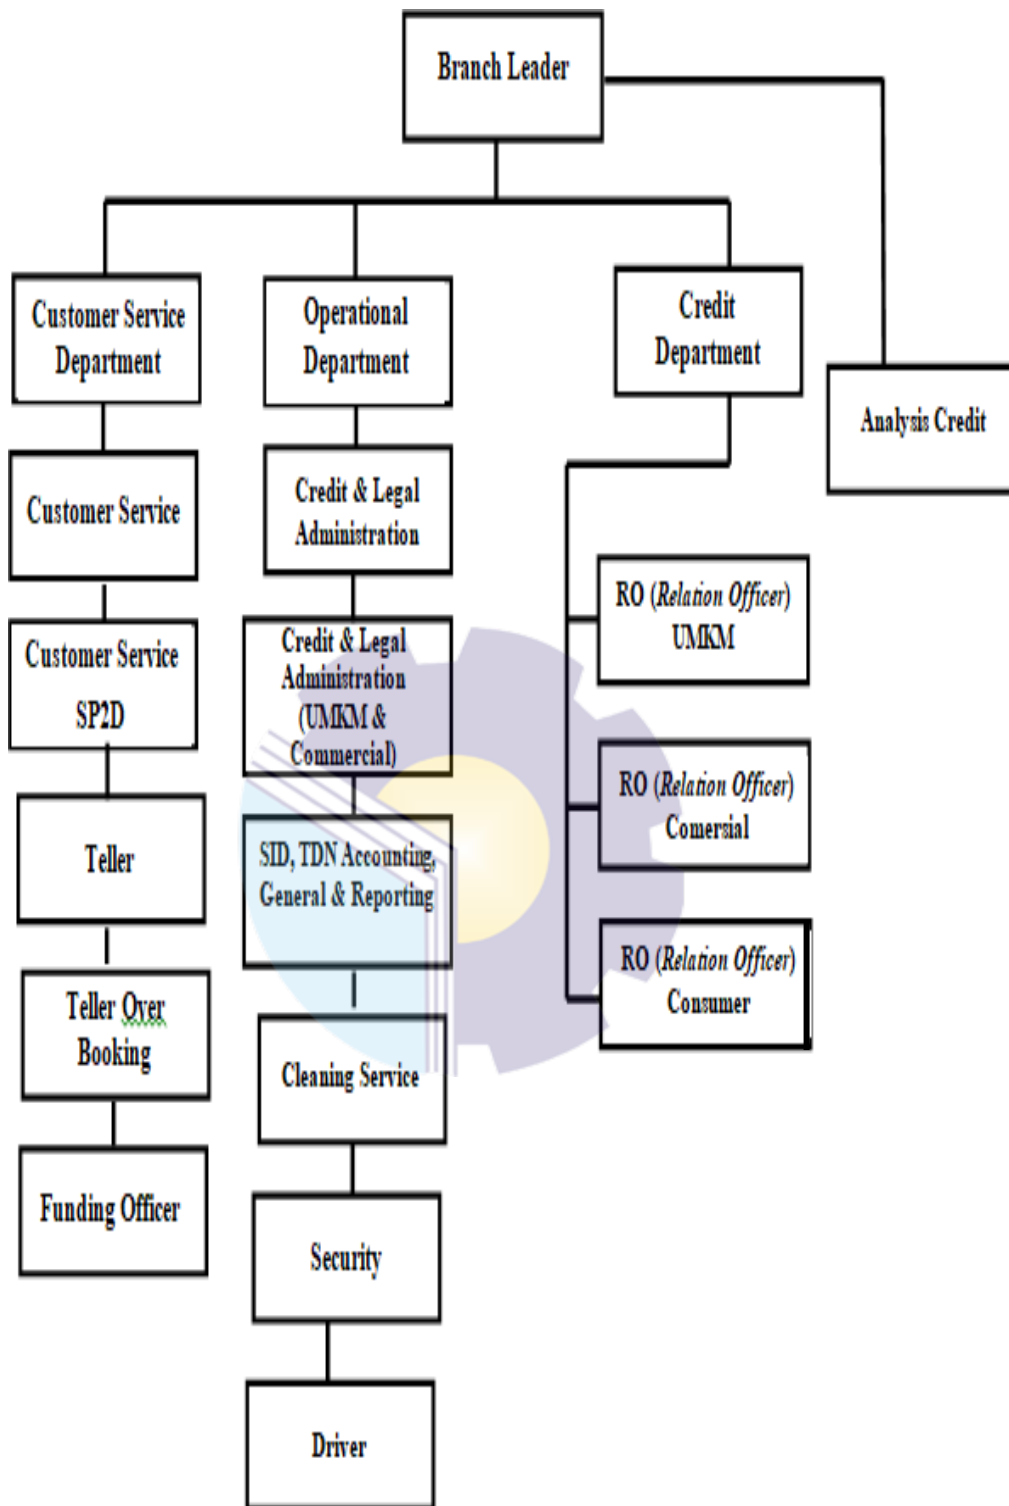 Branch Leader
Customer Service
Department
Operational
Department
Credit
Department
Analysis Credit
Customer Service
Customer Service
SP2D
Teller
Teller Over
Booking
Funding Officer
Credit & Legal
Administration
Credit & Legal
Administration
(UMKM &
Commercial)
SID, TDN Accounting,
General & Reporting
Cleaning Service
Security
Driver
RO (Relation Officer)
UMKM
RO (Relation Officer)
Comersial
RO (Relation Officer)
Consumer